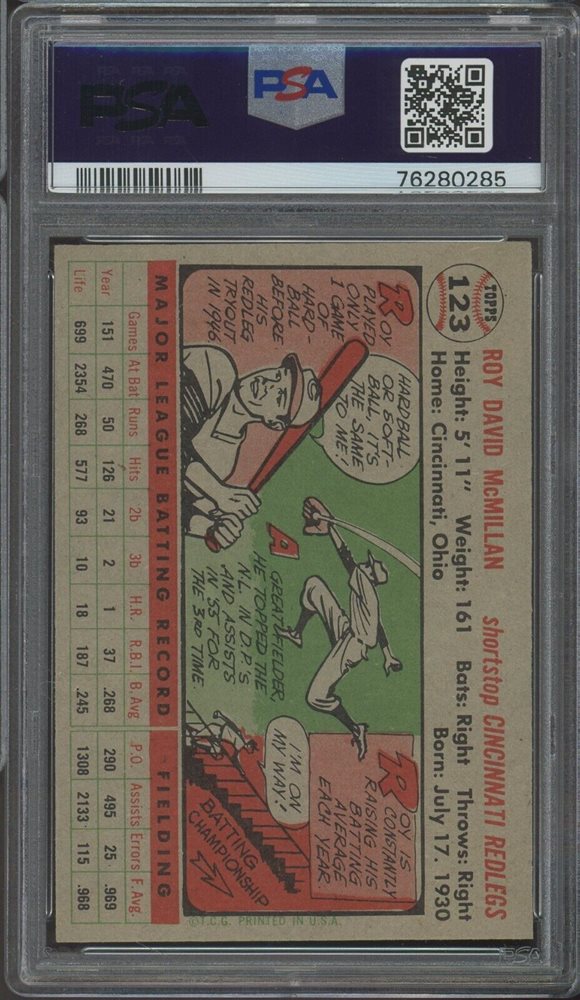 PSA
PSA
76280285
TOPPS
123
ROY DAVID McMILLAN shortstop CINCINNATI REDLEGS
Height: 5' 11" Weight: 161 Bats: Right Throws: Right
Home: Cincinnati, Ohio Born: July 17. 1930
ROY
PLAYED
ONLY
1 GAME
OF
HARD-
BALL
BEFORE
HIS
REDLEG
TRYOUT
IN 1946
HARDBALL
OR SOFT-
BALL, IT'S
THE SAME
TO ME!
A
GREAT FIELDER,
HE TOPPED THE
N.L. IN D.P.'S
AND ASSISTS
IN '55 FOR
THE 3RD TIME.
ROY IS
CONSTANTLY
RAISING HIS
BATTING
AVERAGE
EACH YEAR
I'M ON
MY WAY!
BATTING
CHAMPIONSHIP
MAJOR LEAGUE BATTING RECORD FIELDING
Games At Bat Runs Hits 2b 3b H.R. R.B.I. B. Avg. P.O. Assists Errors F. Avg.
Year 151 470 50 126 21 2 1 37 .268 290 495 25 .969
Life 699 2354 268 577 93 10 18 187 .245 1308 2133 115 .968
©T.C.G. PRINTED IN U.S.A.
PSA